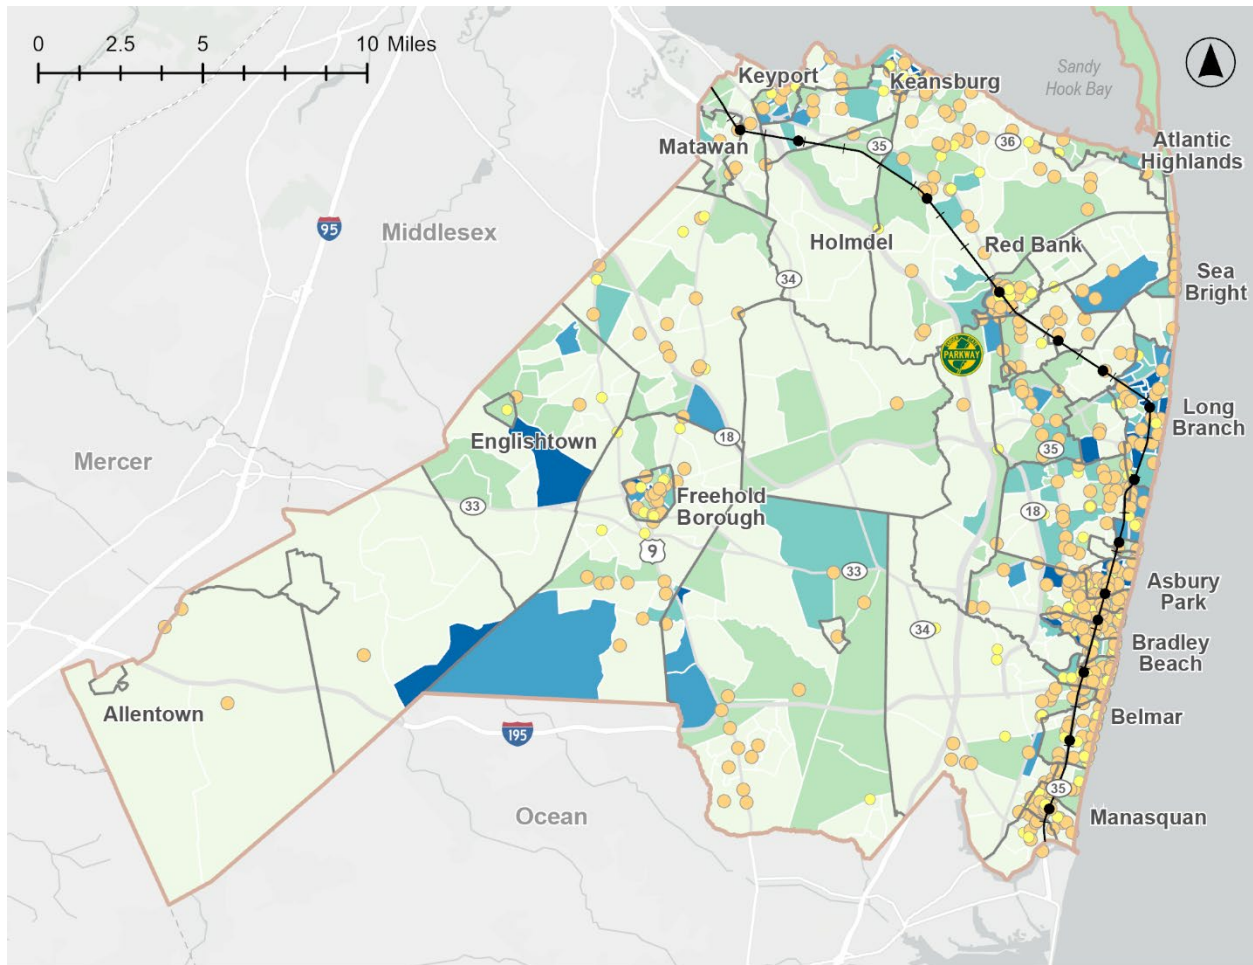 0 2.5 5 10 Miles
Keyport
Keansburg
Sandy
Hook Bay
Matawan
35
36
Atlantic
Highlands
95
Middlesex
Holmdel
Red Bank
34
Sea
Bright
PARKWAY
Englishtown
18
Long
Branch
Mercer
35
33
Freehold
Borough
18
9
33
Asbury
Park
34
Bradley
Beach
Allentown
Belmar
195
35
Ocean
Manasquan